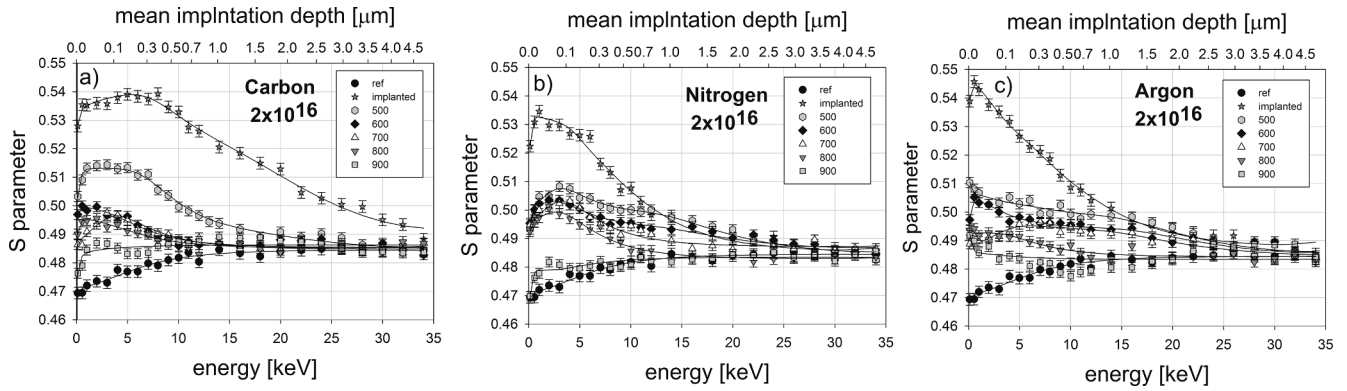 mean implntation depth [μm]
0.0 0.1 0.3 0.50 0.7 1.0 1.5 2.0 2.5 3.0 3.5 4.0 4.5
a)
Carbon
2x10^16
ref
implanted
500
600
700
800
900
0.55
0.54
0.53
0.52
0.51
0.50
0.49
0.48
0.47
0.46
S parameter
0 5 10 15 20 25 30 35
energy [keV]
mean implntation depth [μm]
0.0 0.1 0.3 0.50 0.7 1.0 1.5 2.0 2.5 3.0 3.5 4.0 4.5
b)
Nitrogen
2x10^16
ref
implanted
500
600
700
800
900
0.55
0.54
0.53
0.52
0.51
0.50
0.49
0.48
0.47
0.46
S parameter
0 5 10 15 20 25 30 35
energy [keV]
mean implntation depth [μm]
0.0 0.1 0.3 0.50 0.7 1.0 1.5 2.0 2.5 3.0 3.5 4.0 4.5
c)
Argon
2x10^16
ref
implanted
500
600
700
800
900
0.55
0.54
0.53
0.52
0.51
0.50
0.49
0.48
0.47
0.46
S parameter
0 5 10 15 20 25 30 35
energy [keV]